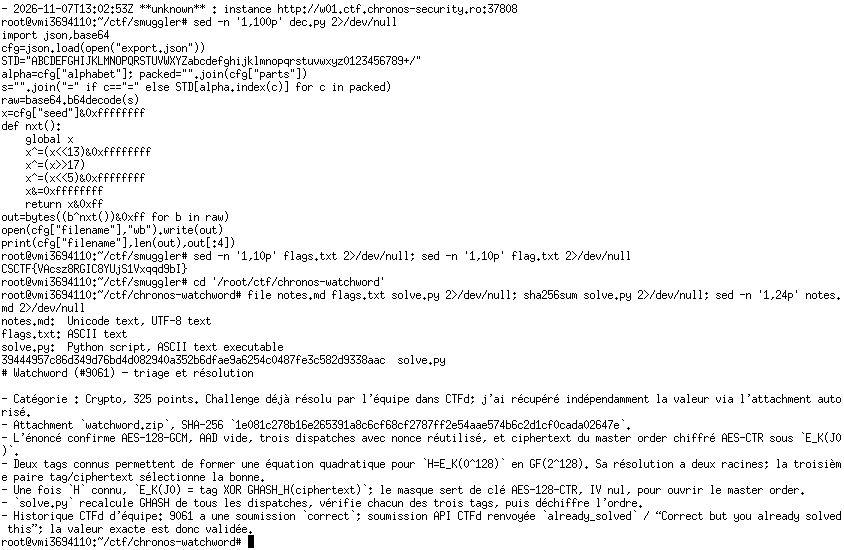 - 2026-11-07T13:02:53Z **unknown** : instance http://w01.ctf.chronos-security.ro:37808
root@vmi3694110:~/ctf/smuggler# sed -n '1,100p' dec.py 2>/dev/null
import json,base64
cfg=json.load(open("export.json"))
STD="ABCDEFGHIJKLMNOPQRSTUVWXYZabcdefghijklmnopqrstuvwxyz0123456789+/"
alpha=cfg["alphabet"]; packed="".join(cfg["parts"])
s="".join("=" if c=="=" else STD[alpha.index(c)] for c in packed)
raw=base64.b64decode(s)
x=cfg["seed"]&0xffffffff
def nxt():
    global x
    x^=(x<<13)&0xffffffff
    x^=(x>>17)
    x^=(x<<5)&0xffffffff
    x&=0xffffffff
    return x&0xff
out=bytes((b^nxt())&0xff for b in raw)
open(cfg["filename"],"wb").write(out)
print(cfg["filename"],len(out),out[:4])
root@vmi3694110:~/ctf/smuggler# sed -n '1,10p' flags.txt 2>/dev/null; sed -n '1,10p' flag.txt 2>/dev/null
CSCTF{VAcsz8RGIC8YUjS1Vxqqd9bI}
root@vmi3694110:~/ctf/smuggler# cd '/root/ctf/chronos-watchword'
root@vmi3694110:~/ctf/chronos-watchword# file notes.md flags.txt solve.py 2>/dev/null; sha256sum solve.py 2>/dev/null; sed -n '1,24p' notes.
md 2>/dev/null
notes.md:  Unicode text, UTF-8 text
flags.txt: ASCII text
solve.py:  Python script, ASCII text executable
39444957c86d349d76bd4d082940a352b6dfae9a6254c0487fe3c582d9338aac  solve.py
# Watchword (#9061) — triage et résolution

- Catégorie : Crypto, 325 points. Challenge déjà résolu par l'équipe dans CTFd; j'ai récupéré indépendamment la valeur via l'attachment auto
risé.
- Attachment `watchword.zip`, SHA-256 `1e081c278b16e265391a8c6cf68cf2787ff2e54aae574b6c2d1cf0cada02647e`.
- L'énoncé confirme AES-128-GCM, AAD vide, trois dispatches avec nonce réutilisé, et ciphertext du master order chiffré AES-CTR sous `E_K(J0
)`.
- Deux tags connus permettent de former une équation quadratique pour `H=E_K(0^128)` en GF(2^128). Sa résolution a deux racines; la troisièm
e paire tag/ciphertext sélectionne la bonne.
- Une fois `H` connu, `E_K(J0) = tag XOR GHASH_H(ciphertext)`; le masque sert de clé AES-128-CTR, IV nul, pour ouvrir le master order.
- `solve.py` recalcule GHASH de tous les dispatches, vérifie chacun des trois tags, puis déchiffre l'ordre.
- Historique CTFd d'équipe: 9061 a une soumission `correct`; soumission API CTFd renvoyée `already_solved` / “Correct but you already solved
 this”; la valeur exacte est donc validée.
root@vmi3694110:~/ctf/chronos-watchword#